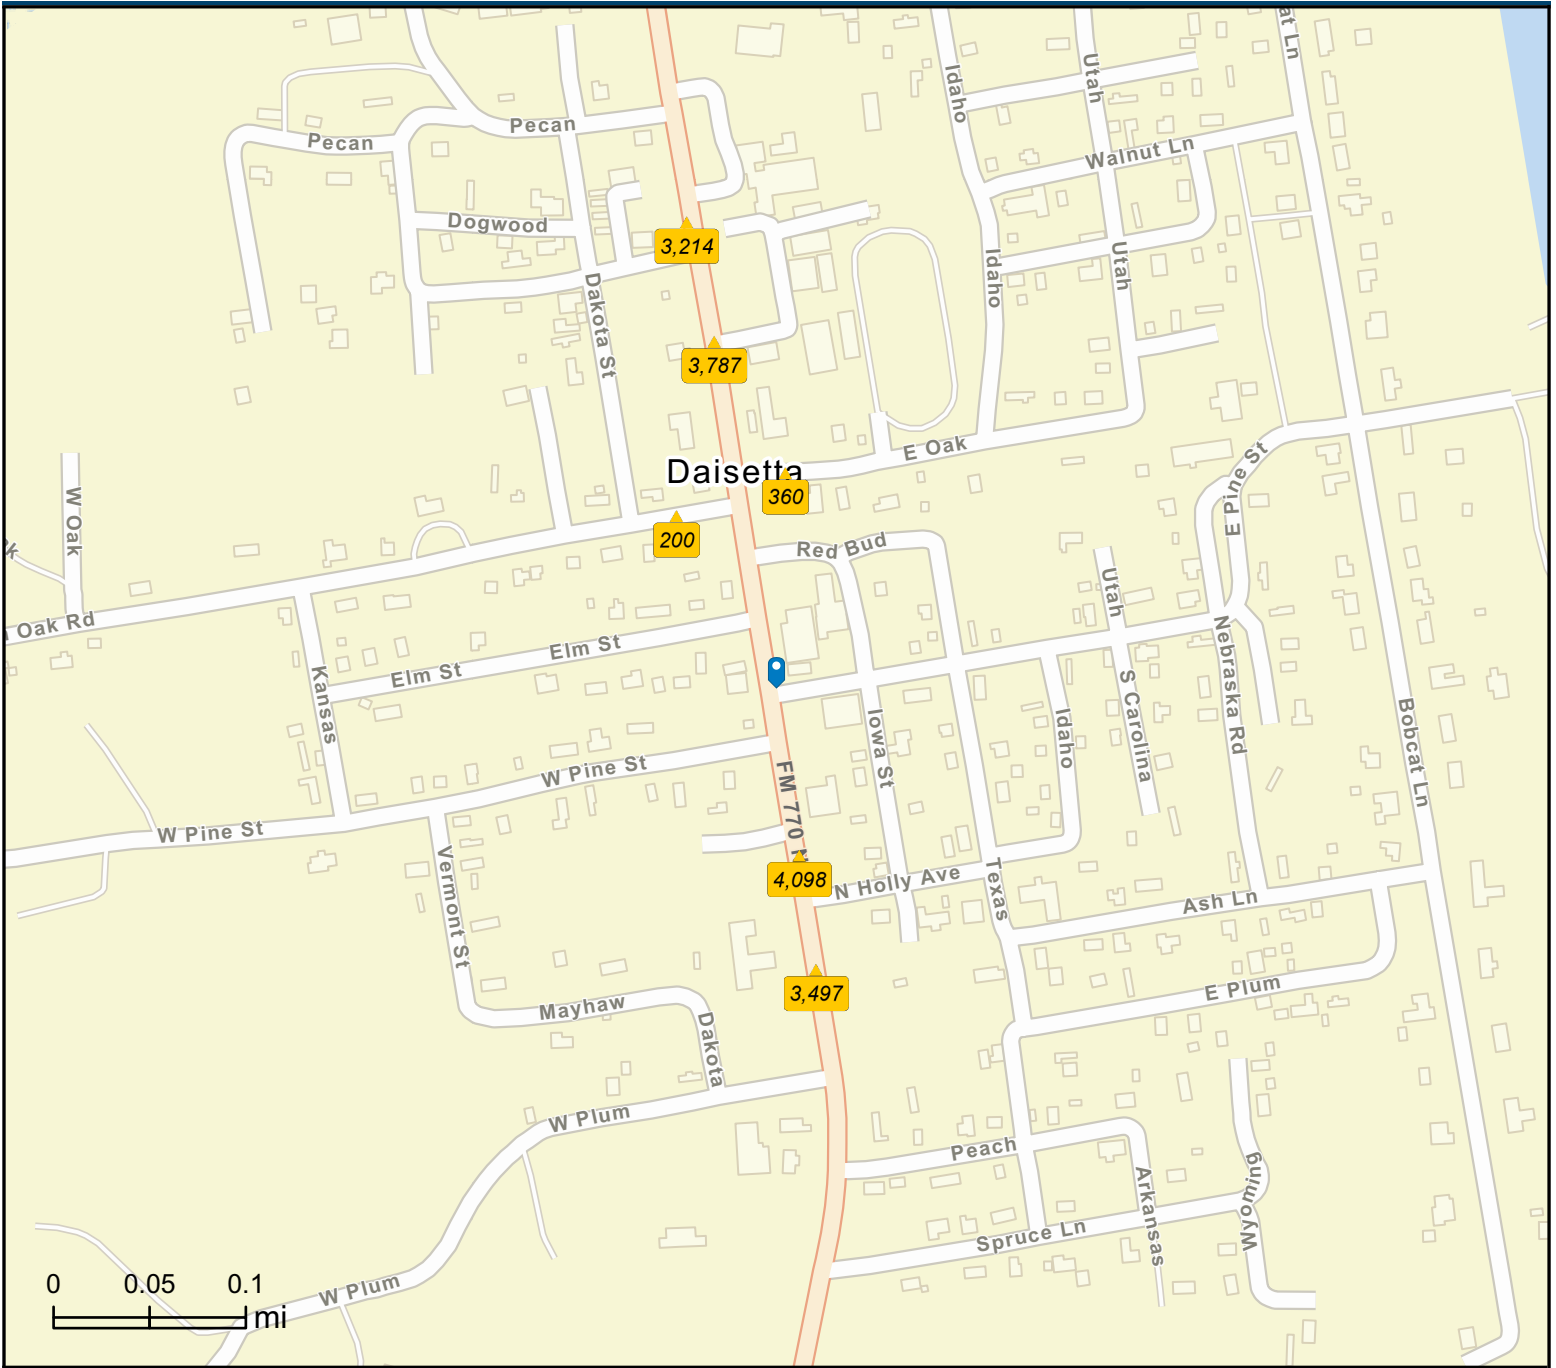 at Ln
Idaho
Utah
Pecan
Pecan
Walnut Ln
Dogwood
3,214
Idaho
Utah
Dakota St
3,787
E Oak
Daisetta
360
E Pine St
W Oak
200
Red Bud
Utah
Oak Rd
Elm St
Elm St
Nebraska Rd
Kansas
S Carolina
Iowa St
Idaho
Bobcat Ln
W Pine St
FM 770 N
W Pine St
Vermont St
4,098
N Holly Ave
Texas
Ash Ln
3,497
E Plum
Mayhaw
Dakota
W Plum
Peach
Arkansas
Wyoming
Spruce Ln
W Plum
0 0.05 0.1
mi